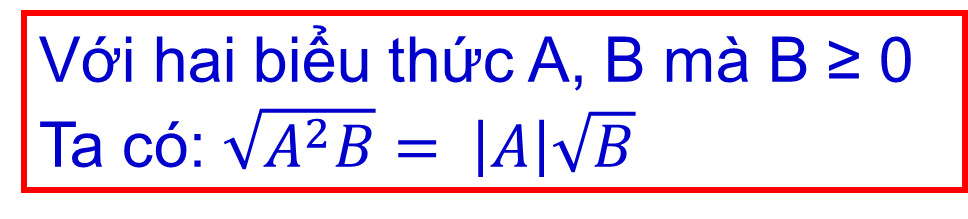 Với hai biểu thức A, B mà B ≥ 0
Ta có: √(A²B) = |A|√B